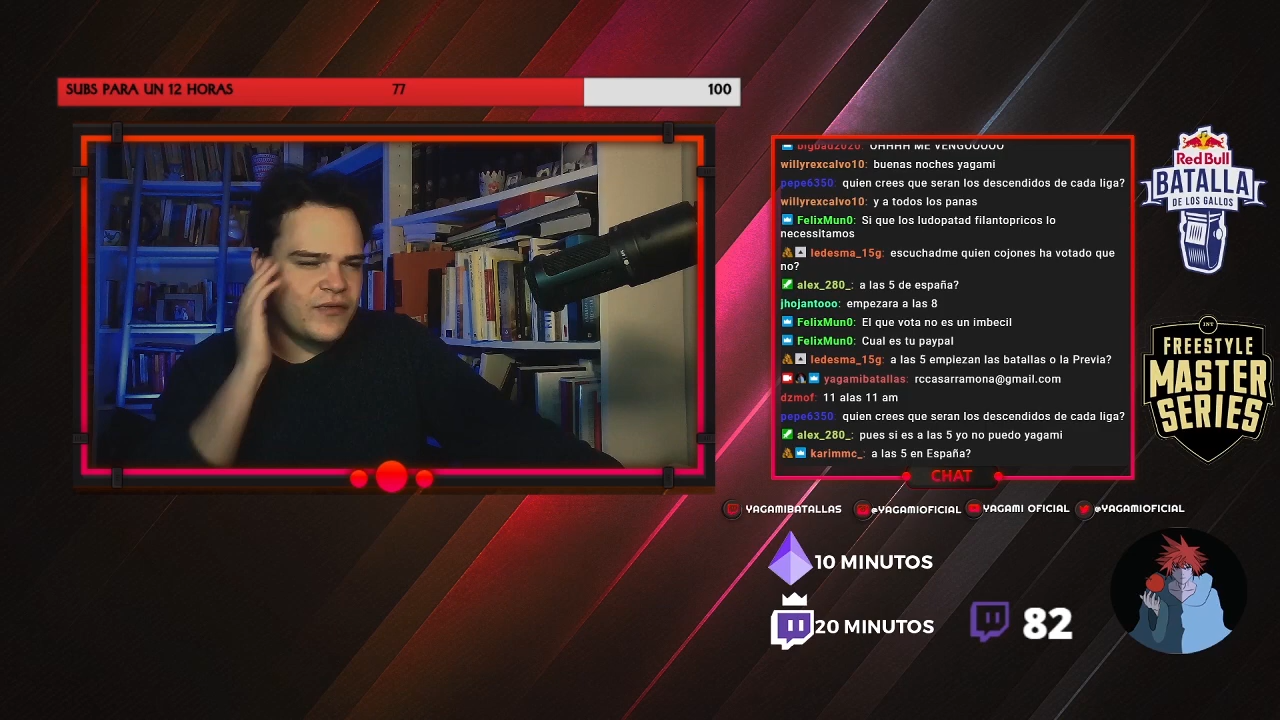 SUBS PARA UN 12 HORAS 77 100
bigbad2020: OHHHH ME VENGOOOOO
willyrexcalvo10: buenas noches yagami
pepe6350: quien crees que seran los descendidos de cada liga?
willyrexcalvo10: y a todos los panas
FelixMun0: Si que los ludopatad filantopricos lo
necessitamos
ledesma_15g: escuchadme quien cojones ha votado que
no?
alex_280_: a las 5 de españa?
jhojantooo: empezara a las 8
FelixMun0: El que vota no es un imbecil
FelixMun0: Cual es tu paypal
ledesma_15g: a las 5 empiezan las batallas o la Previa?
yagamibatallas: rccasarramona@gmail.com
dzmof: 11 alas 11 am
pepe6350: quien crees que seran los descendidos de cada liga?
alex_280_: pues si es a las 5 yo no puedo yagami
karimmc_: a las 5 en España?
CHAT
Red Bull
BATALLA
DE LOS GALLOS
INT
FREESTYLE
MASTER
SERIES
YAGAMIBATALLAS @YAGAMIOFICIAL YAGAMI OFICIAL @YAGAMIOFICIAL
10 MINUTOS
20 MINUTOS
82